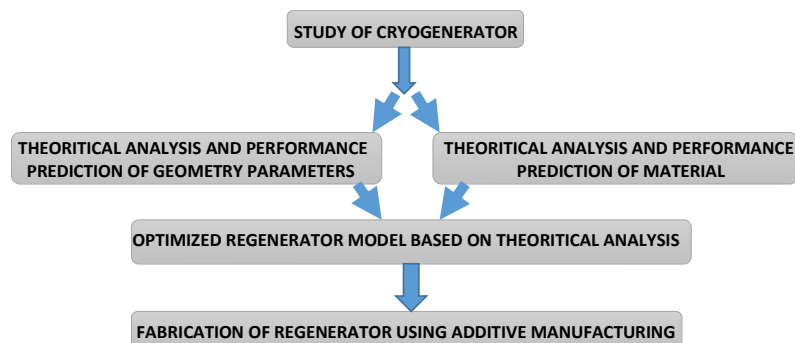 STUDY OF CRYOGENERATOR
THEORITICAL ANALYSIS AND PERFORMANCE
PREDICTION OF GEOMETRY PARAMETERS
THEORITICAL ANALYSIS AND PERFORMANCE
PREDICTION OF MATERIAL
OPTIMIZED REGENERATOR MODEL BASED ON THEORITICAL ANALYSIS
FABRICATION OF REGENERATOR USING ADDITIVE MANUFACTURING